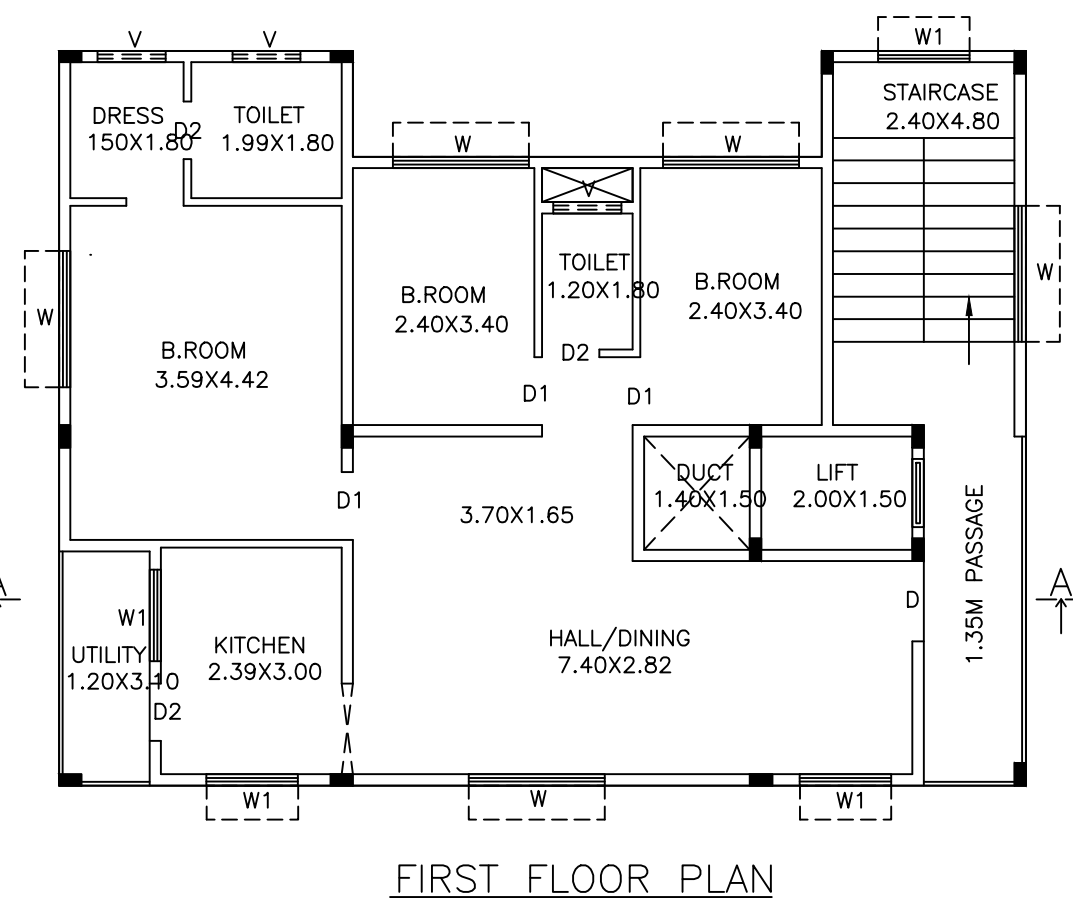 V
V
W1
DRESS
150X1.80
D2
TOILET
1.99X1.80
STAIRCASE
2.40X4.80
W
W
V
TOILET
1.20X1.80
B.ROOM
2.40X3.40
B.ROOM
2.40X3.40
W
W
B.ROOM
3.59X4.42
D2
D1
D1
DUCT
1.40X1.50
LIFT
2.00X1.50
D1
3.70X1.65
1.35M PASSAGE
A
A
D
W1
UTILITY
1.20X3.10
KITCHEN
2.39X3.00
HALL/DINING
7.40X2.82
D2
W1
W
W1
FIRST FLOOR PLAN